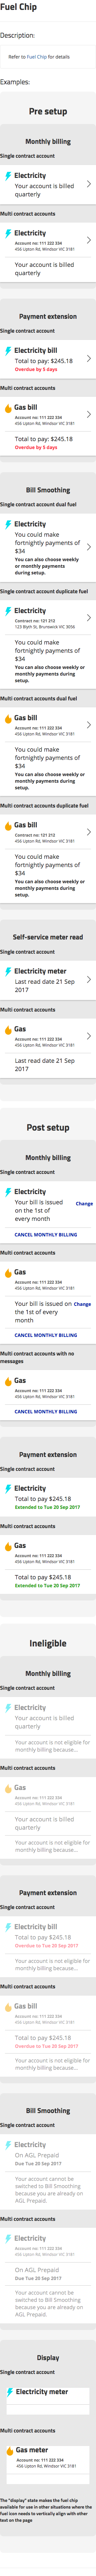 Fuel Chip
Description:
Refer to Fuel Chip for details
Examples:
Pre setup
Monthly billing
Single contract account
Electricity
Your account is billed
quarterly
Multi contract accounts
Electricity
Account no: 111 222 334
456 Lipton Rd, Windsor VIC 3181
Your account is billed
quarterly
Payment extension
Single contract account
Electricity bill
Total to pay: $245.18
Overdue by 5 days
Multi contract accounts
Gas bill
Account no: 111 222 334
456 Lipton Rd, Windsor VIC 3181
Total to pay: $245.18
Overdue by 5 days
Bill Smoothing
Single contract account dual fuel
Electricity
You could make
fortnightly payments of
$34
You can also choose weekly
or monthly payments
during setup.
Single contract account duplicate fuel
Electricity
Contract no: 121 212
123 Blyth St, Brunswick VIC 3056
You could make
fortnightly payments of
$34
You can also choose weekly or
monthly payments during
setup.
Multi contract accounts dual fuel
Gas bill
Account no: 111 222 334
456 Lipton Rd, Windsor VIC 3181
You could make
fortnightly payments of
$34
You can also choose weekly or
monthly payments during
setup.
Multi contract accounts duplicate fuel
Gas bill
Contract no: 121 212
456 Lipton Rd, Windsor VIC 3181
You could make
fortnightly payments of
$34
You can also choose weekly or
monthly payments during
setup.
Self-service meter read
Single contract account
Electricity meter
Last read date 21 Sep
2017
Multi contract accounts
Gas
Account no: 111 222 334
456 Lipton Rd, Windsor VIC 3181
Last read date 21 Sep
2017
Post setup
Monthly billing
Single contract account
Electricity
Your bill is issued
on the 1st of
every month
Change
CANCEL MONTHLY BILLING
Multi contract accounts
Gas
Account no: 111 222 334
456 Lipton Rd, Windsor VIC 3181
Your bill is issued on
the 1st of every
month
Change
CANCEL MONTHLY BILLING
Multi contract accounts with no
messages
Gas
Account no: 111 222 334
456 Lipton Rd, Windsor VIC 3181
CANCEL MONTHLY BILLING
Payment extension
Single contract account
Electricity
Total to pay $245.18
Extended to Tue 20 Sep 2017
Multi contract accounts
Gas
Account no: 111 222 334
456 Lipton Rd, Windsor VIC 3181
Total to pay $245.18
Extended to Tue 20 Sep 2017
Ineligible
Monthly billing
Single contract account
Electricity
Your account is billed
quarterly
Your account is not eligible for
monthly billing because...
Multi contract accounts
Gas
Account no: 111 223 334
456 Lipton Rd, Windsor VIC 3181
Your account is billed
quarterly
Your account is not eligible for
monthly billing because...
Payment extension
Single contract account
Electricity bill
Total to pay $245.18
Overdue to Tue 20 Sep 2017
Your account is not eligible for
monthly billing because...
Multi contract accounts
Gas bill
Account no: 111 223 334
456 Lipton Rd, Windsor VIC 3181
Total to pay $245.18
Overdue to Tue 20 Sep 2017
Your account is not eligible for
monthly billing because...
Bill Smoothing
Single contract account
Electricity
On AGL Prepaid
Due Tue 20 Sep 2017
Your account cannot be
switched to Bill Smoothing
because you are already on
AGL Prepaid.
Multi contract accounts
Electricity
Account no: 111 222 334
456 Lipton Rd, Windsor VIC 3181
On AGL Prepaid
Due Tue 20 Sep 2017
Your account cannot be
switched to Bill Smoothing
because you are already on
AGL Prepaid.
Display
Single contract account
Electricity meter
Multi contract accounts
Gas meter
Account no: 111 222 334
456 Lipton Rd, Windsor VIC 3181
The "display" state makes the fuel chip
available for use in other situations where the
fuel icon needs to vertically align with other
text on the page